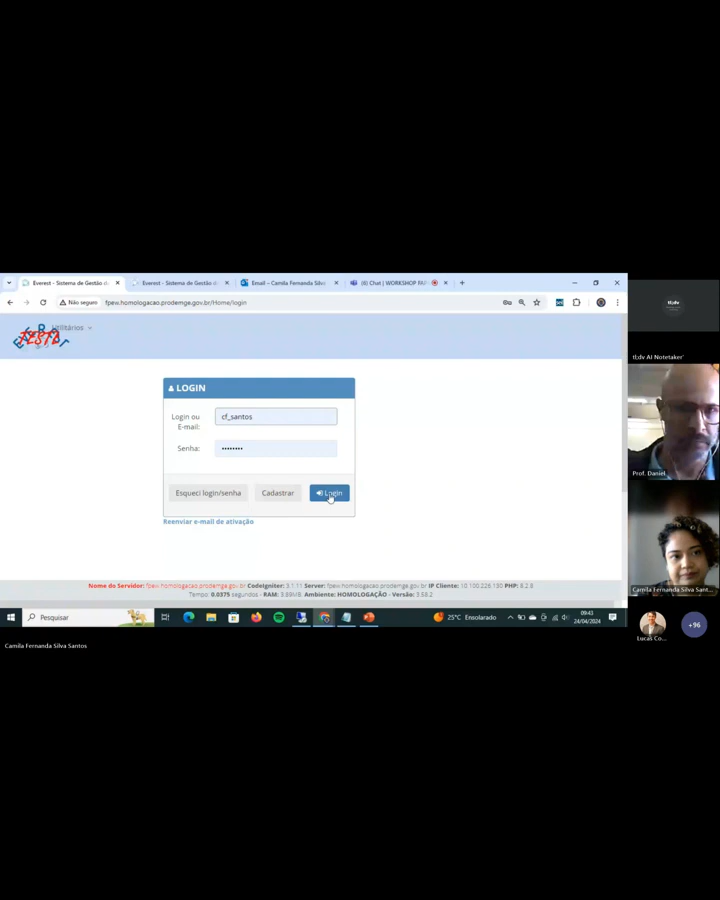 Everest - Sistema de Gestão d
Everest - Sistema de Gestão d
Email – Camila Fernanda Silva
(6) Chat | WORKSHOP
Não seguro
fpew.homologacao.prodemge.gov.br/Home/login
Utilitários
TESTE
LOGIN
Login ou
E-mail:
cf_santos
Senha:
••••••••
Esqueci login/senha
Cadastrar
Login
Reenviar e-mail de ativação
Nome do Servidor: fpew.homologacao.prodemge.gov.br CodeIgniter: 3.1.11 Server: fpew.homologacao.prodemge.gov.br IP Cliente: 10.100.226.130 PHP: 8.2.8
Tempo: 0.0375 segundos - RAM: 3.89MB. Ambiente: HOMOLOGAÇÃO - Versão: 3.58.2
Pesquisar
25°C Ensolarado
09:43
24/04/2024
tl;dv
tl;dv AI Notetaker'
Prof. Daniel
Camila Fernanda Silva Sant...
Lucas Co...
+96
Camila Fernanda Silva Santos